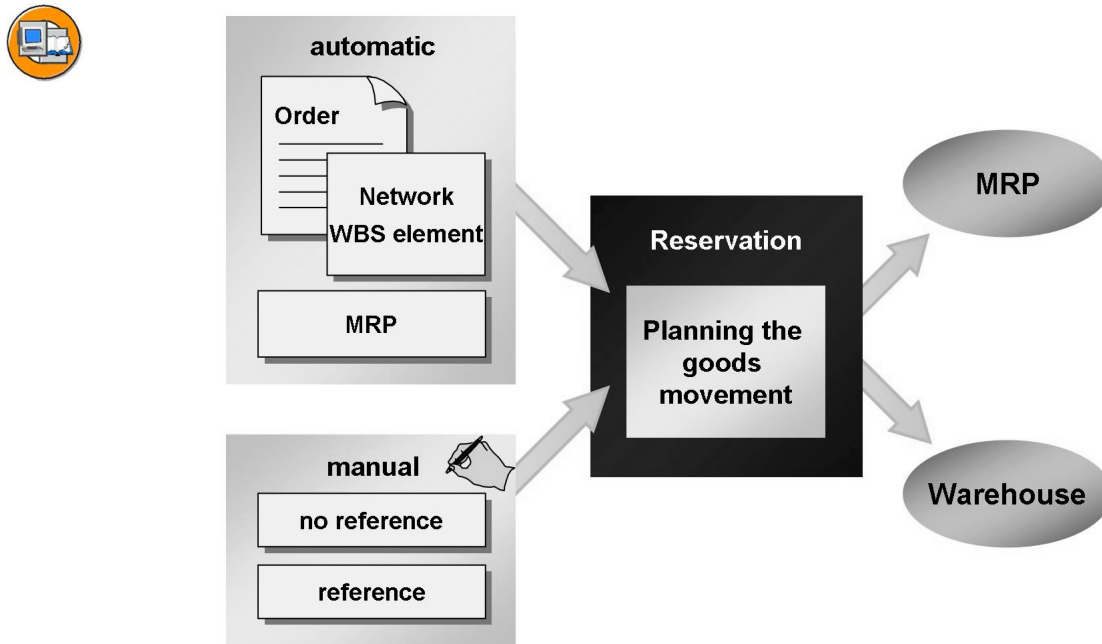 automatic
Order
Network
WBS element
MRP
manual
no reference
reference
Reservation
Planning the
goods
movement
MRP
Warehouse